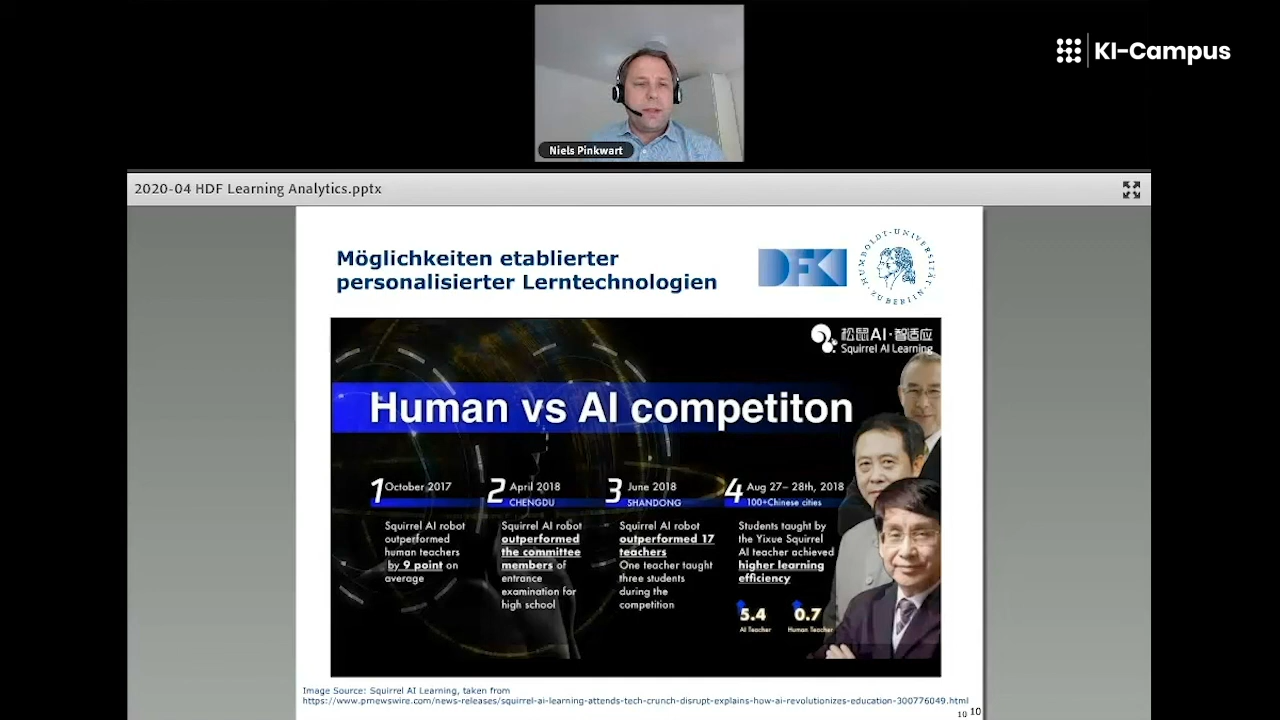 KI-Campus
Niels Pinkwart
2020-04 HDF Learning Analytics.pptx
Möglichkeiten etablierter
personalisierter Lerntechnologien
DFKI
HUMBOLDT-UNIVERSITÄT ZU BERLIN
松鼠AI·智适应
Squirrel AI Learning
Human vs AI competiton
1 October 2017
Squirrel AI robot
outperformed
human teachers
by 9 point on
average
2 April 2018
CHENGDU
Squirrel AI robot
outperformed
the committee
members of
entrance
examination for
high school
3 June 2018
SHANDONG
Squirrel AI robot
outperformed 17
teachers
One teacher taught
three students
during the
competition
4 Aug 27– 28th, 2018
100+Chinese cities
Students taught by
the Yixue Squirrel
AI teacher achieved
higher learning
efficiency
5.4 0.7
AI Teacher Human Teacher
Image Source: Squirrel AI Learning, taken from
https://www.prnewswire.com/news-releases/squirrel-ai-learning-attends-tech-crunch-disrupt-explains-how-ai-revolutionizes-education-300776049.html
10 10